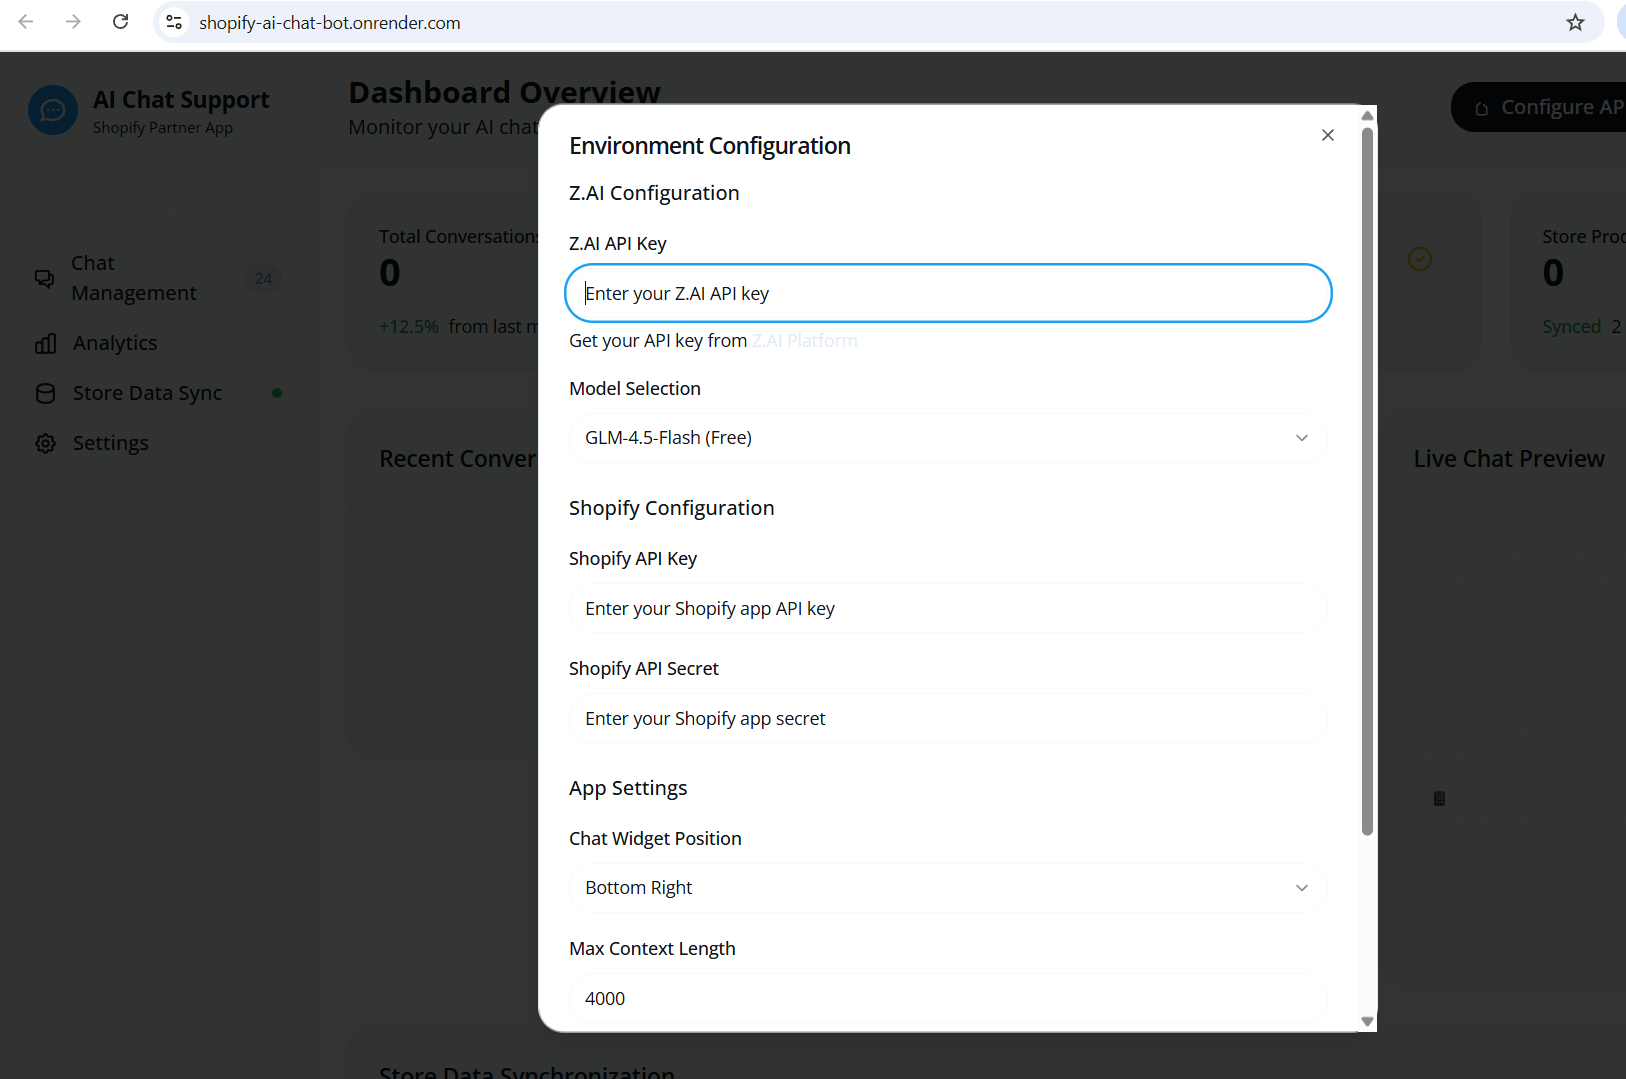 shopify-ai-chat-bot.onrender.com
AI Chat Support
Shopify Partner App
Dashboard Overview
Monitor your AI chat
Configure AP
Chat
Management
24
Analytics
Store Data Sync
Settings
Total Conversations
0
+12.5% from last m
Store Prod
0
Synced 2
Recent Conver
Live Chat Preview
Store Data Synchronization
Environment Configuration
Z.AI Configuration
Z.AI API Key
Enter your Z.AI API key
Get your API key from Z.AI Platform
Model Selection
GLM-4.5-Flash (Free)
Shopify Configuration
Shopify API Key
Enter your Shopify app API key
Shopify API Secret
Enter your Shopify app secret
App Settings
Chat Widget Position
Bottom Right
Max Context Length
4000